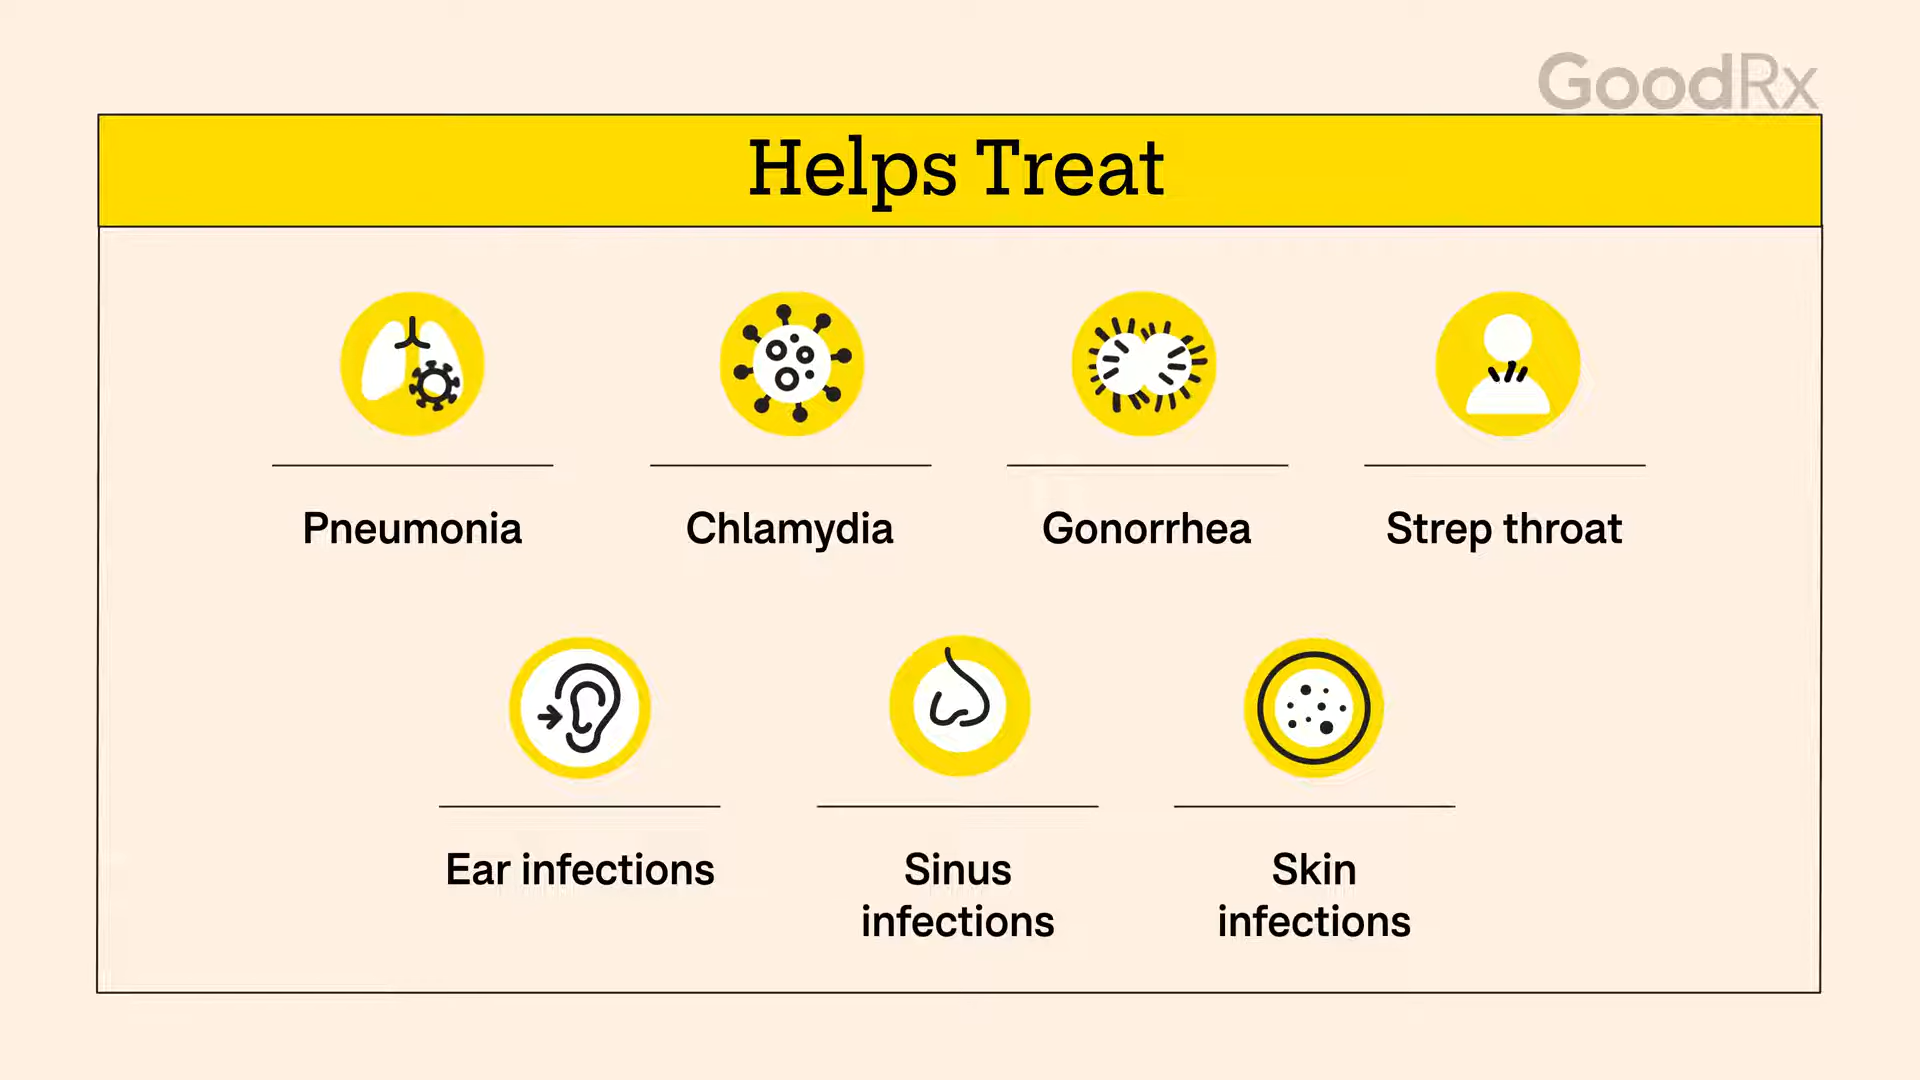 GoodRx
Helps Treat
Pneumonia
Chlamydia
Gonorrhea
Strep throat
Ear infections
Sinus
infections
Skin
infections